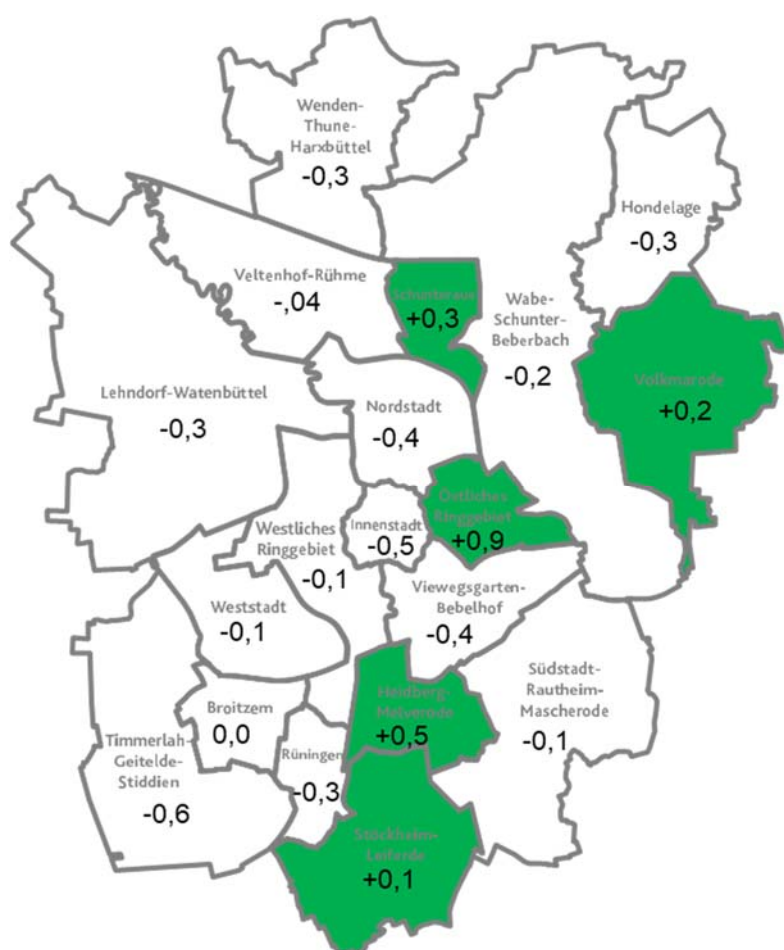 Wenden-
Thune-
Harxbüttel
-0,3
Hondelage
-0,3
Veltenhof-Rühme
-,04
Schunteraue
+0,3
Wabe-
Schunter-
Beberbach
-0,2
Volkmarode
+0,2
Lehndorf-Watenbüttel
-0,3
Nordstadt
-0,4
Östliches
Ringgebiet
+0,9
Innenstadt
-0,5
Westliches
Ringgebiet
-0,1
Viewegsgarten-
Bebelhof
-0,4
Weststadt
-0,1
Südstadt-
Rautheim-
Mascherode
-0,1
Heidberg-
Melverode
+0,5
Broitzem
0,0
Timmerlah-
Geitelde-
Stiddien
-0,6
Rüningen
-0,3
Stöckheim-
Leiferde
+0,1